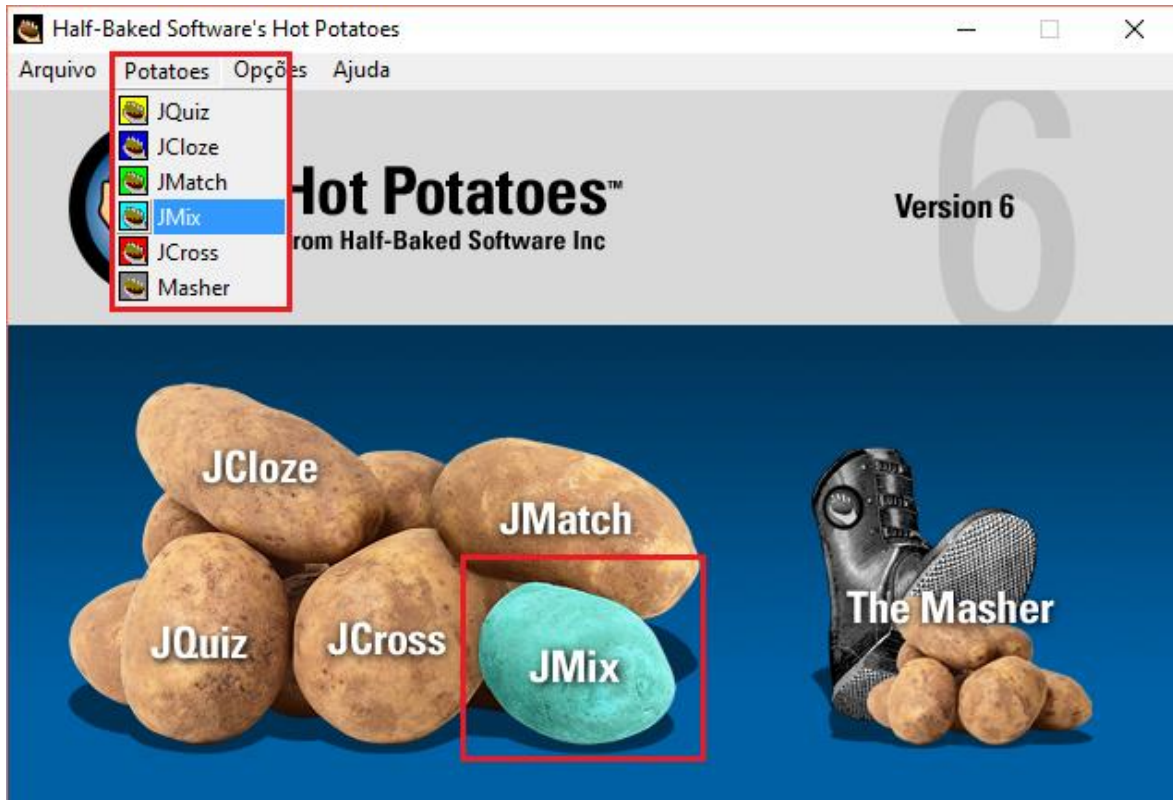 Half-Baked Software's Hot Potatoes
Arquivo Potatoes Opções Ajuda
JQuiz
JCloze
JMatch
JMix
JCross
Masher
Hot Potatoes™
rom Half-Baked Software Inc
Version 6
6
JCloze
JMatch
JQuiz
JCross
JMix
The Masher